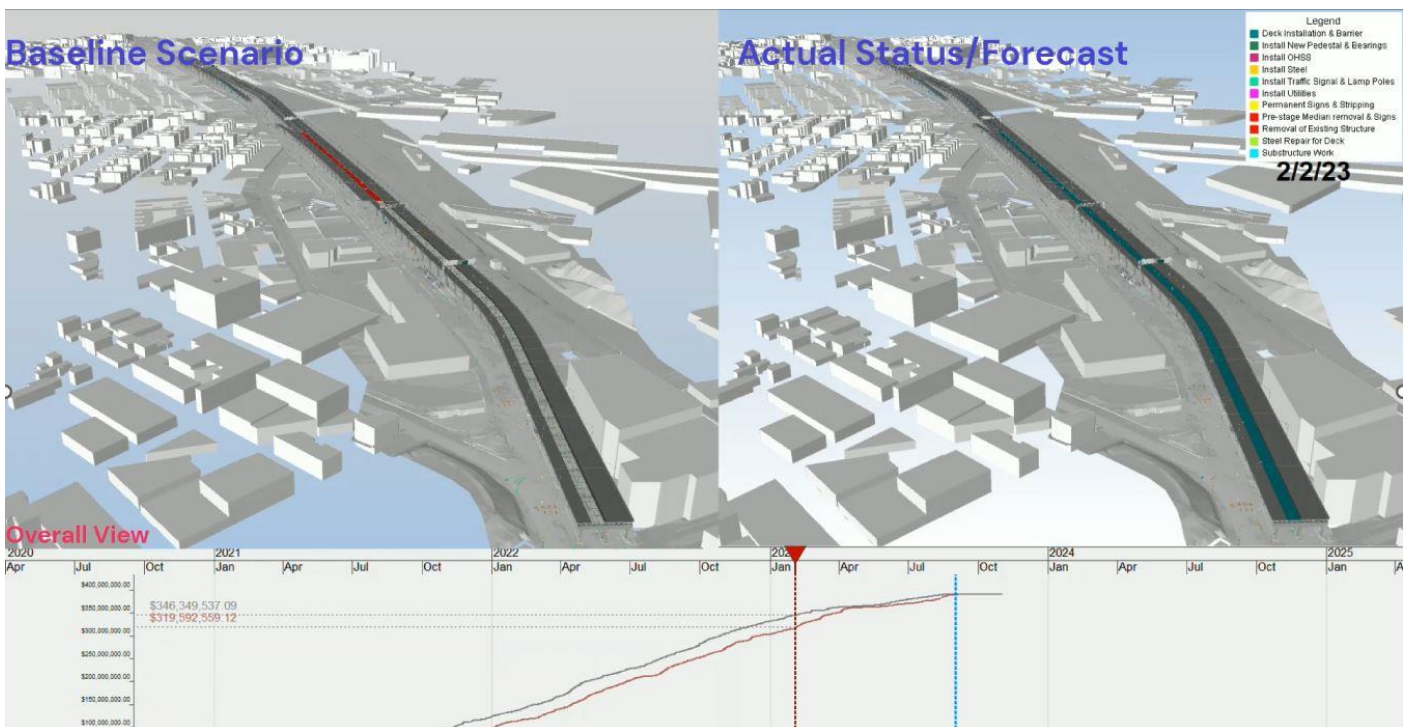 Baseline Scenario
Actual Status/Forecast
Legend
Deck Installation & Barrier
Install New Pedestal & Bearings
Install OHSS
Install Steel
Install Traffic Signal & Lamp Poles
Install Utilities
Permanent Signs & Stripping
Pre-stage Median removal & Signs
Removal of Existing Structure
Steel Repair for Deck
Substructure Work
2/2/23
Overall View
2020 2021 2022 2024 2025
Apr Jul Oct Jan Apr Jul Oct Jan Apr Jul Oct Jan Apr Jul Oct Jan Apr Jul Oct Jan A
$400,000,000.00
$346,349,537.09
$350,000,000.00
$319,592,559.12
$300,000,000.00
$250,000,000.00
$200,000,000.00
$150,000,000.00
$100,000,000.00